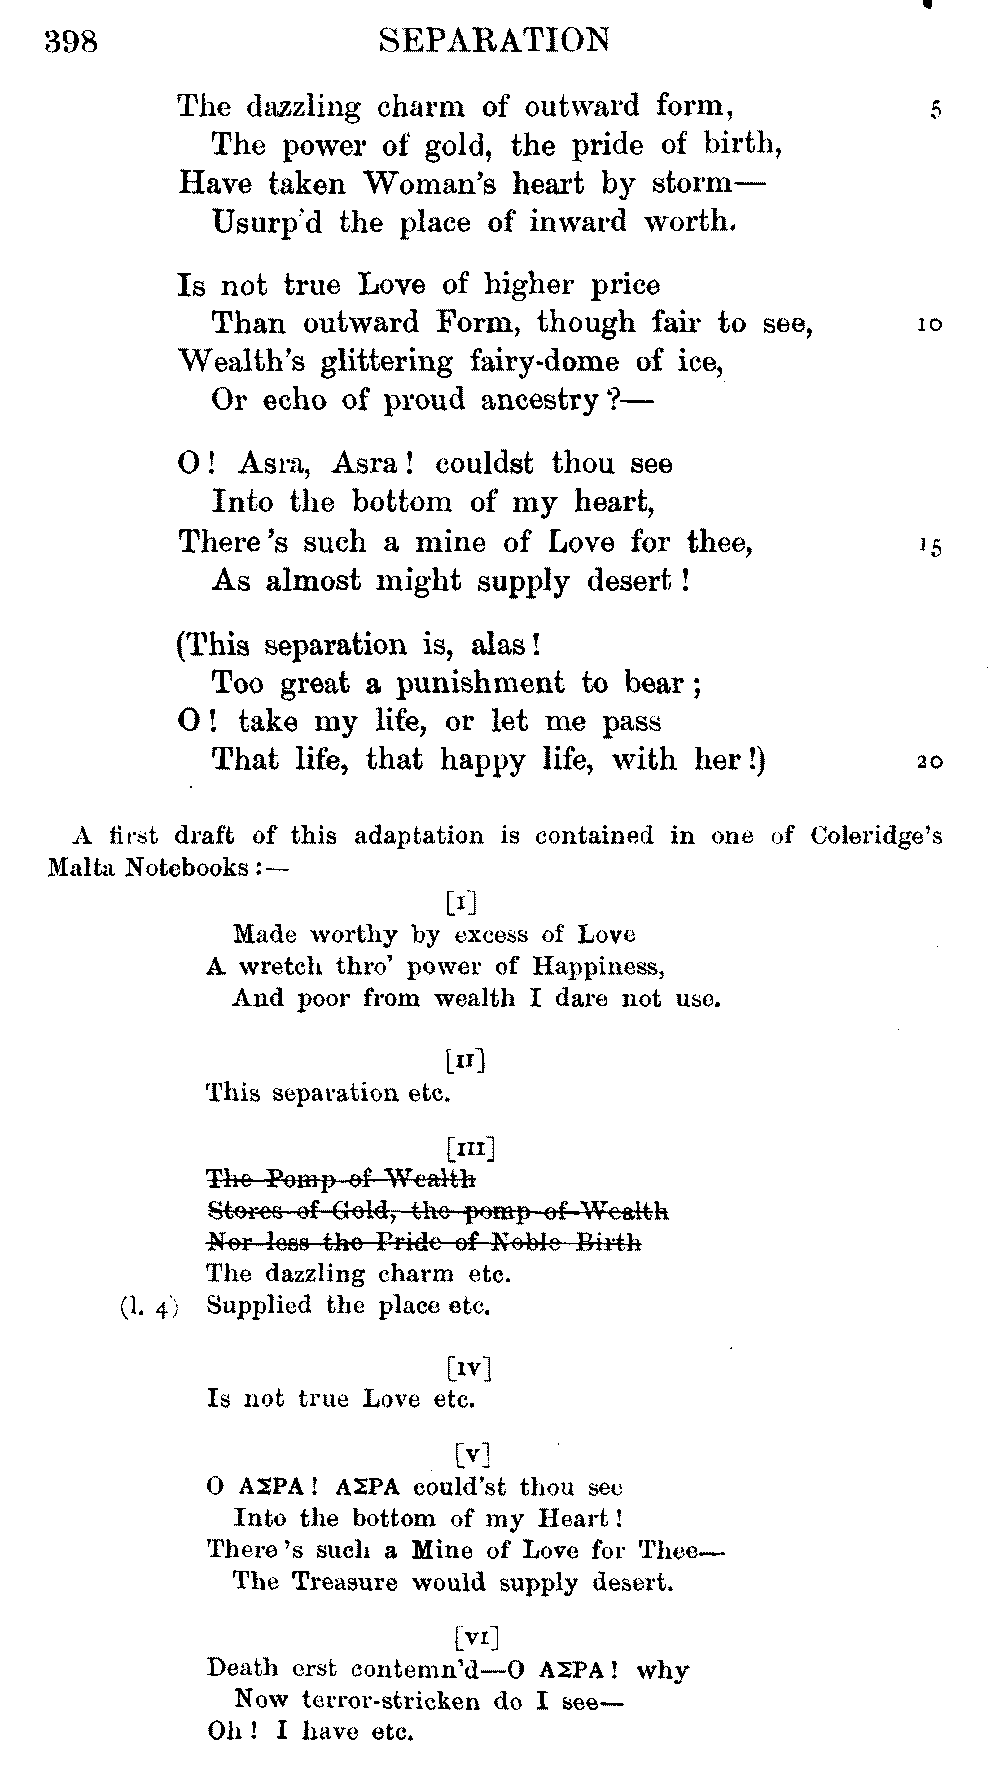 398 SEPARATION
The dazzling charm of outward form, 5
The power of gold, the pride of birth,
Have taken Woman's heart by storm—
Usurp'd the place of inward worth.
Is not true Love of higher price
Than outward Form, though fair to see, 10
Wealth's glittering fairy-dome of ice,
Or echo of proud ancestry?—
O! Asra, Asra! couldst thou see
Into the bottom of my heart,
There's such a mine of Love for thee, 15
As almost might supply desert!
(This separation is, alas!
Too great a punishment to bear;
O! take my life, or let me pass
That life, that happy life, with her!) 20
A first draft of this adaptation is contained in one of Coleridge's
Malta Notebooks:—
[I]
Made worthy by excess of Love
A wretch thro' power of Happiness,
And poor from wealth I dare not use.
[II]
This separation etc.
[III]
The Pomp of Wealth
Stores of Gold, the pomp of Wealth
Nor less the Pride of Noble Birth
The dazzling charm etc.
(l. 4) Supplied the place etc.
[IV]
Is not true Love etc.
[V]
O ΑΣΡΑ! ΑΣΡΑ could'st thou see
Into the bottom of my Heart!
There's such a Mine of Love for Thee—
The Treasure would supply desert.
[VI]
Death erst contemn'd—O ΑΣΡΑ! why
Now terror-stricken do I see—
Oh! I have etc.